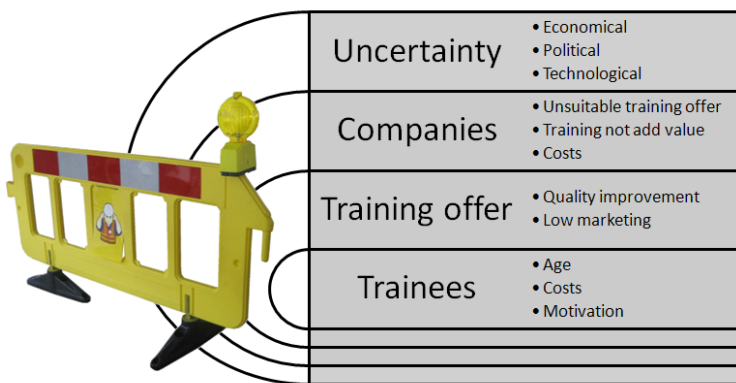 Uncertainty
• Economical
• Political
• Technological
Companies
• Unsuitable training offer
• Training not add value
• Costs
Training offer
• Quality improvement
• Low marketing
Trainees
• Age
• Costs
• Motivation